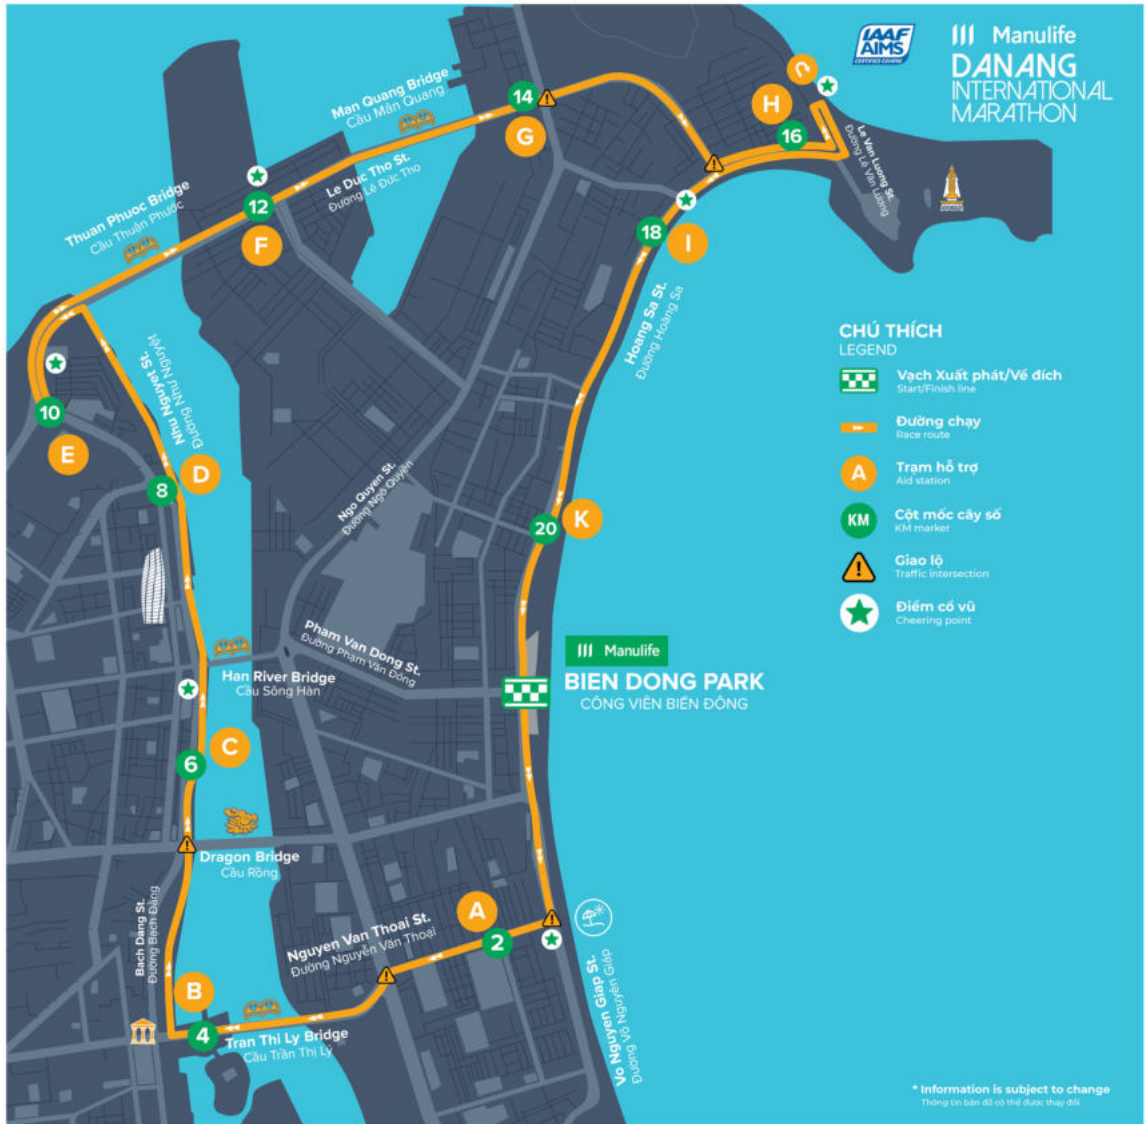 IAAF
AIMS
CERTIFIED COURSE
Manulife
DANANG
INTERNATIONAL
MARATHON
Man Quang Bridge
Cầu Mân Quang
14
G
H
16
Le Van Luong St.
Đường Lê Văn Lương
Le Duc Tho St.
Đường Lê Đức Thọ
Thuan Phuoc Bridge
Cầu Thuận Phước
12
F
18
I
Hoang Sa St.
Đường Hoàng Sa
CHÚ THÍCH
LEGEND
Vạch Xuất phát/Về đích
Start/Finish line
Đường chạy
Race route
A
Trạm hỗ trợ
Aid station
KM
Cột mốc cây số
KM marker
Giao lộ
Traffic intersection
Điểm cổ vũ
Cheering point
Nhu Nguyet St.
Đường Như Nguyệt
10
E
D
8
Ngo Quyen St.
Đường Ngô Quyền
20
K
Pham Van Dong St.
Đường Phạm Văn Đồng
Han River Bridge
Cầu Sông Hàn
Manulife
BIEN DONG PARK
CÔNG VIÊN BIỂN ĐÔNG
C
6
Dragon Bridge
Cầu Rồng
Bach Dang St.
Đường Bạch Đằng
A
2
Nguyen Van Thoai St.
Đường Nguyễn Văn Thoại
Vo Nguyen Giap St.
Đường Võ Nguyên Giáp
B
4
Tran Thi Ly Bridge
Cầu Trần Thị Lý
* Information is subject to change
Thông tin bản đồ có thể được thay đổi